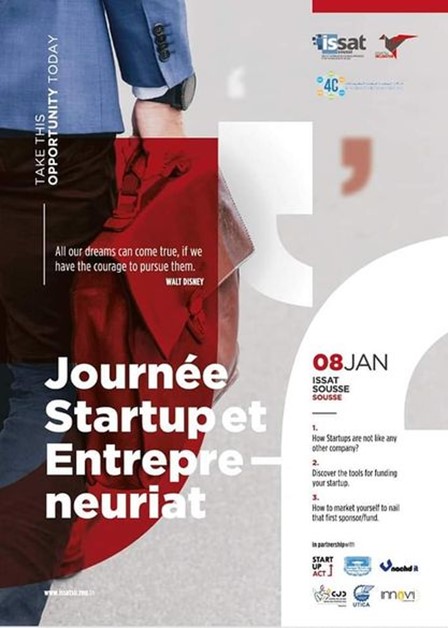 TAKE THIS
OPPORTUNITY TODAY
issat
4C
All our dreams can come true, if we
have the courage to pursue them.
WALT DISNEY
Journée
Startup et
Entrepre —
neuriat
08JAN
ISSAT
SOUSSE
SOUSSE
1.
How Startups are not like any
other company?
2.
Discover the tools for funding
your startup.
3.
How to market yourself to nail
that first sponsor/fund.
In partnership with
START
UP
ACT
CJD
UTICA
innovi